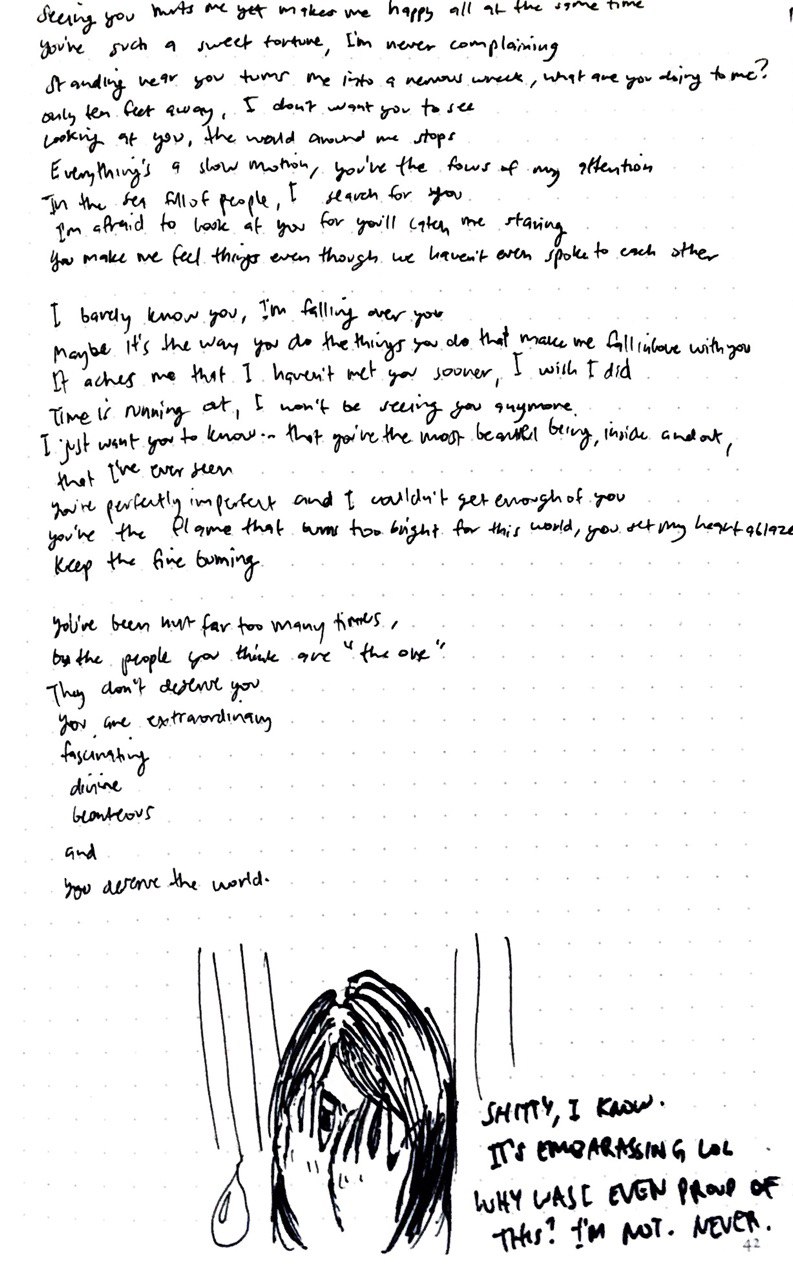 Seeing you hurts me yet makes me happy all at the same time
You're such a sweet torture, I'm never complaining
Standing near you turns me into a nervous wreck, what are you doing to me?
only ten feet away, I don't want you to see
Looking at you, the world around me stops
Everything's a slow motion, you're the focus of my attention
In the sea full of people, I search for you
I'm afraid to look at you for you'll catch me staring
You make me feel things even though we haven't even spoke to each other
I barely know you, I'm falling over you
Maybe it's the way you do the things you do that make me fall in love with you
It aches me that I haven't met you sooner, I wish I did
Time is running out, I won't be seeing you anymore
I just want you to know... that you're the most beautiful being, inside and out,
that I've ever seen
You're perfectly imperfect and I couldn't get enough of you
you're the flame that burns too bright for this world, you set my heart ablaze
Keep the fire burning
You've been hurt far too many times,
by the people you think are "the one"
They don't deserve you
You are extraordinary
fascinating
divine
beauteous
and
You deserve the world.
SHITTY, I KNOW.
IT'S EMBARASSING LOL
WHY WAS I EVEN PROUD OF
THIS? I'M NOT. NEVER.
42